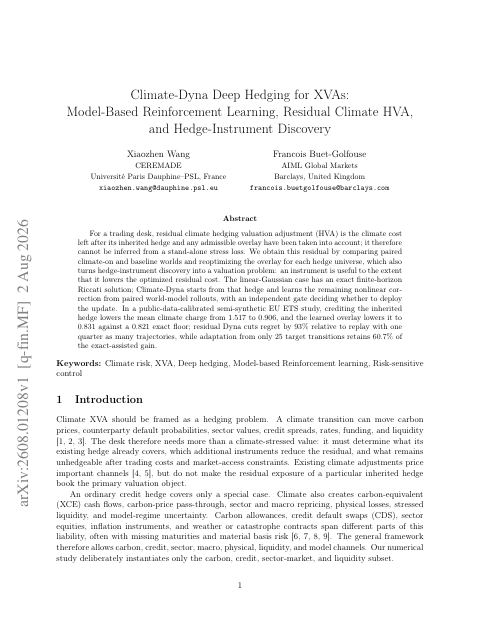 Climate-Dyna Deep Hedging for XVAs:
Model-Based Reinforcement Learning, Residual Climate HVA,
and Hedge-Instrument Discovery
Xiaozhen Wang
CEREMADE
Université Paris Dauphine–PSL, France
xiaozhen.wang@dauphine.psl.eu
Francois Buet-Golfouse
AIML Global Markets
Barclays, United Kingdom
francois.buetgolfouse@barclays.com
Abstract
For a trading desk, residual climate hedging valuation adjustment (HVA) is the climate cost
left after its inherited hedge and any admissible overlay have been taken into account; it therefore
cannot be inferred from a stand-alone stress loss. We obtain this residual by comparing paired
climate-on and baseline worlds and reoptimizing the overlay for each hedge universe, which also
turns hedge-instrument discovery into a valuation problem: an instrument is useful to the extent
that it lowers the optimized residual cost. The linear-Gaussian case has an exact finite-horizon
Riccati solution; Climate-Dyna starts from that hedge and learns the remaining nonlinear cor-
rection from paired world-model rollouts, with an independent gate deciding whether to deploy
the update. In a public-data-calibrated semi-synthetic EU ETS study, crediting the inherited
hedge lowers the mean climate charge from 1.517 to 0.906, and the learned overlay lowers it to
0.831 against a 0.821 exact floor; residual Dyna cuts regret by 93% relative to replay with one
quarter as many trajectories, while adaptation from only 25 target transitions retains 60.7% of
the exact-assisted gain.
Keywords: Climate risk, XVA, Deep hedging, Model-based Reinforcement learning, Risk-sensitive
control
1 Introduction
Climate XVA should be framed as a hedging problem. A climate transition can move carbon
prices, counterparty default probabilities, sector values, credit spreads, rates, funding, and liquidity
[1, 2, 3]. The desk therefore needs more than a climate-stressed value: it must determine what its
existing hedge already covers, which additional instruments reduce the residual, and what remains
unhedgeable after trading costs and market-access constraints. Existing climate adjustments price
important channels [4, 5], but do not make the residual exposure of a particular inherited hedge
book the primary valuation object.
An ordinary credit hedge covers only a special case. Climate also creates carbon-equivalent
(XCE) cash flows, carbon-price pass-through, sector and macro repricing, physical losses, stressed
liquidity, and model-regime uncertainty. Carbon allowances, credit default swaps (CDS), sector
equities, inflation instruments, and weather or catastrophe contracts span different parts of this
liability, often with missing maturities and material basis risk [6, 7, 8, 9]. The general framework
therefore allows carbon, credit, sector, macro, physical, liquidity, and model channels. Our numerical
study deliberately instantiates only the carbon, credit, sector-market, and liquidity subset.
1
arXiv:2608.01208v1 [q-fin.MF] 2 Aug 2026